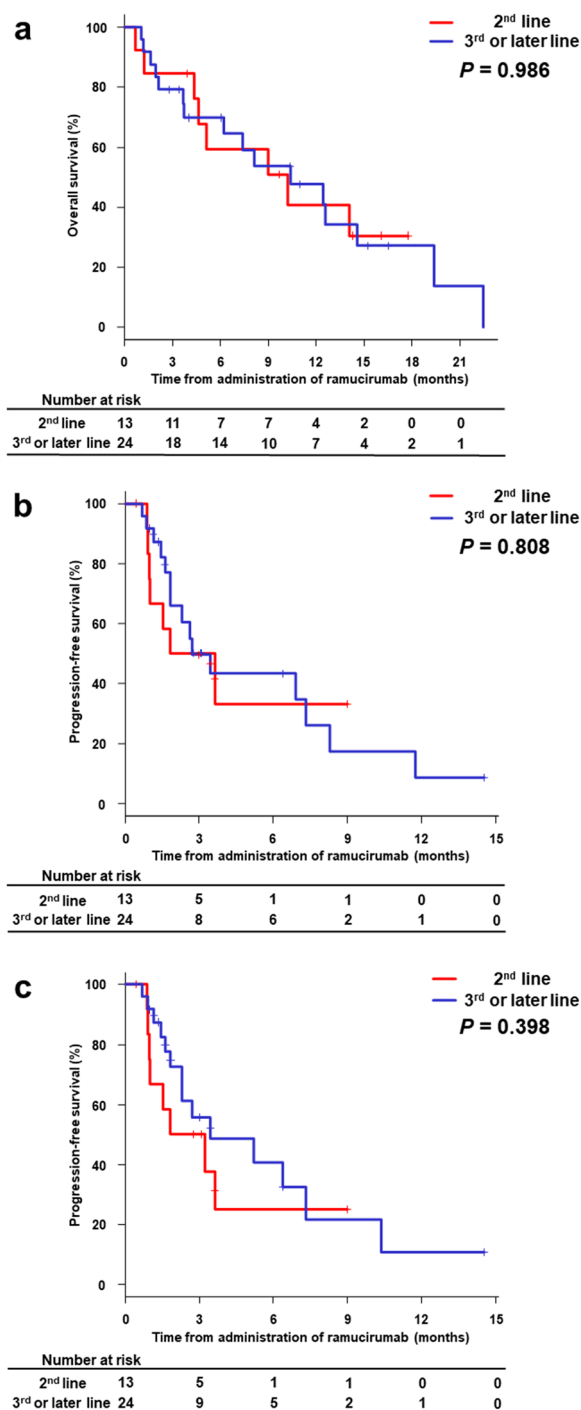 a
2nd line
3rd or later line
P = 0.986
Overall survival (%)
100
80
60
40
20
0
0 3 6 9 12 15 18 21
Time from administration of ramucirumab (months)
Number at risk
2nd line 13 11 7 7 4 2 0 0
3rd or later line 24 18 14 10 7 4 2 1
b
2nd line
3rd or later line
P = 0.808
Progression-free survival (%)
100
80
60
40
20
0
0 3 6 9 12 15
Time from administration of ramucirumab (months)
Number at risk
2nd line 13 5 1 1 0 0
3rd or later line 24 8 6 2 1 0
c
2nd line
3rd or later line
P = 0.398
Progression-free survival (%)
100
80
60
40
20
0
0 3 6 9 12 15
Time from administration of ramucirumab (months)
Number at risk
2nd line 13 5 1 1 0 0
3rd or later line 24 9 5 2 1 0